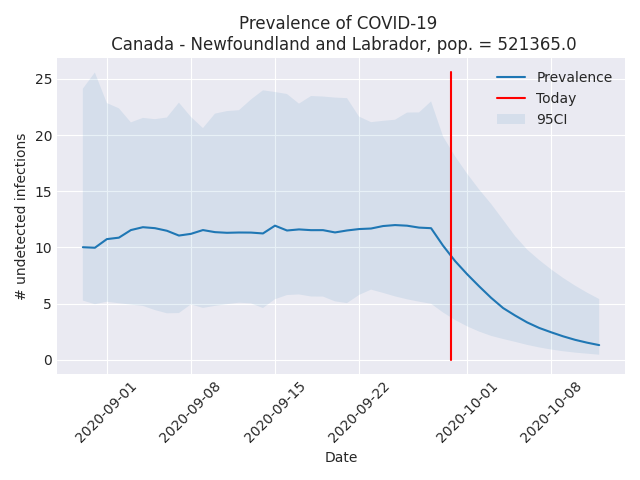 Prevalence of COVID-19
Canada - Newfoundland and Labrador, pop. = 521365.0
Prevalence
Today
95CI
# undetected infections
25
20
15
10
5
0
2020-09-01
2020-09-08
2020-09-15
2020-09-22
2020-10-01
2020-10-08
Date